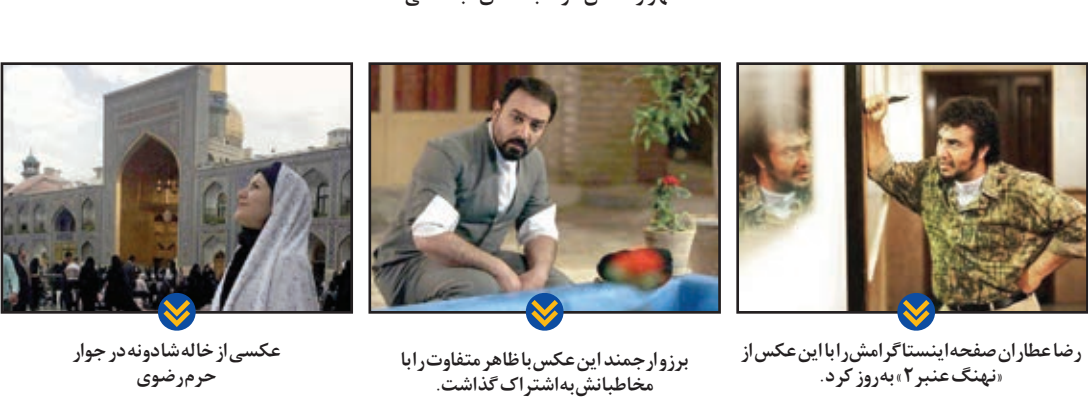 رضا عطاران صفحه اینستاگرامش را با این عکس از
«نهنگ عنبر ۲» به روز کرد.
برزو ارجمند این عکس با ظاهر متفاوت را با
مخاطبانش به اشتراک گذاشت.
عکسی از خاله شادونه در جوار
حرم رضوی